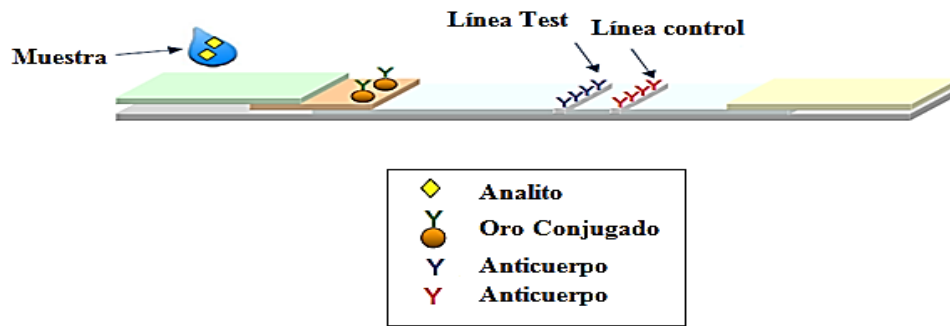 Línea Test
Línea control
Muestra
Analito
Oro Conjugado
Anticuerpo
Anticuerpo